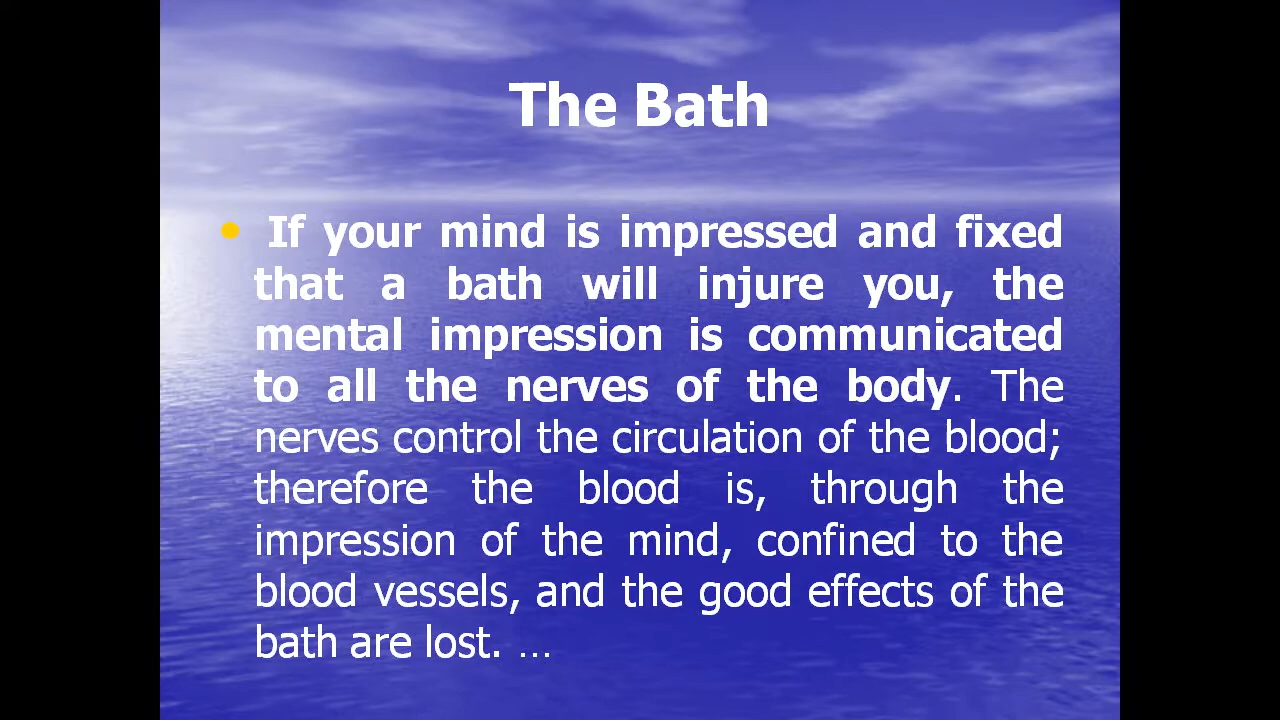 The Bath
• If your mind is impressed and fixed
that a bath will injure you, the
mental impression is communicated
to all the nerves of the body. The
nerves control the circulation of the blood;
therefore the blood is, through the
impression of the mind, confined to the
blood vessels, and the good effects of the
bath are lost. …